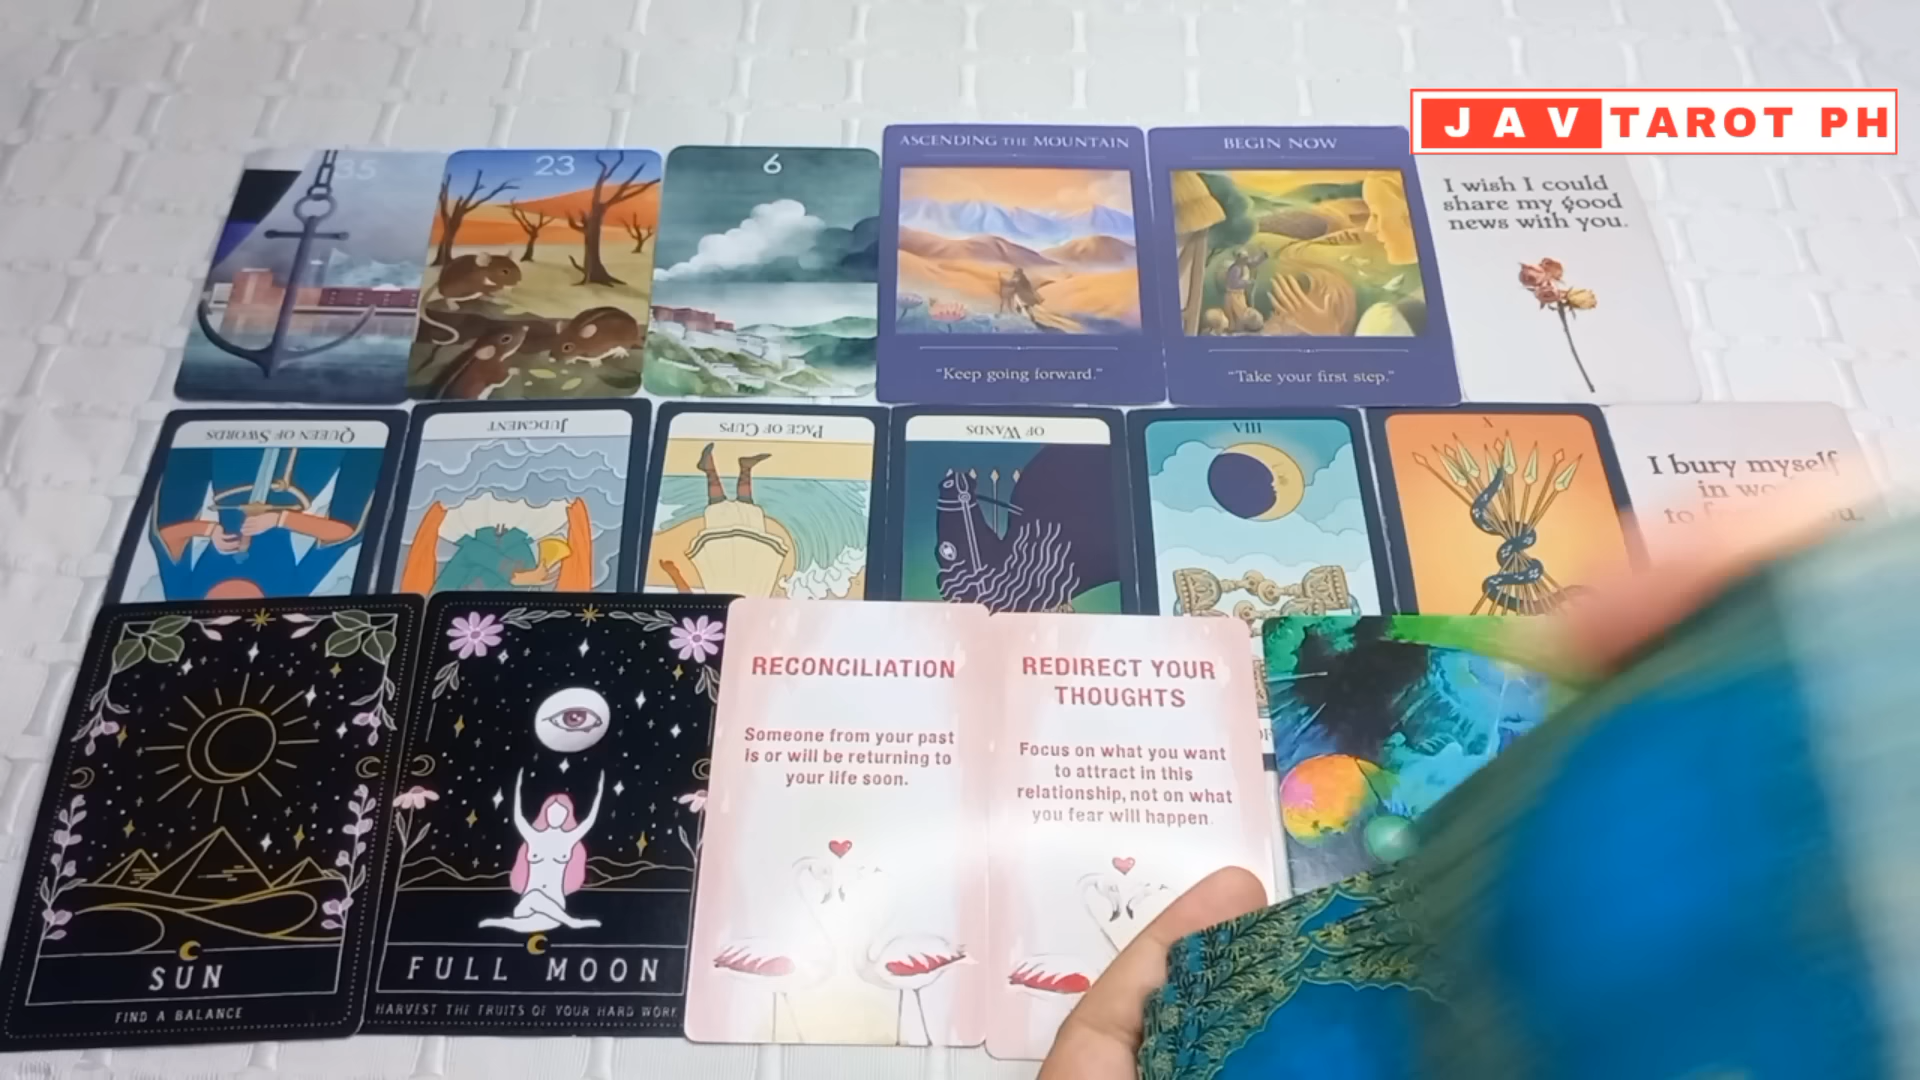 JAV TAROT PH
35
23
6
ASCENDING THE MOUNTAIN
"Keep going forward."
BEGIN NOW
"Take your first step."
I wish I could
share my good
news with you.
QUEEN OF SWORDS
JUDGMENT
PAGE OF CUPS
OF WANDS
VIII
X
I bury myself
in
to
SUN
FIND A BALANCE
FULL MOON
HARVEST THE FRUITS OF YOUR HARD WORK
RECONCILIATION
Someone from your past
is or will be returning to
your life soon.
REDIRECT YOUR
THOUGHTS
Focus on what you want
to attract in this
relationship, not on what
you fear will happen.